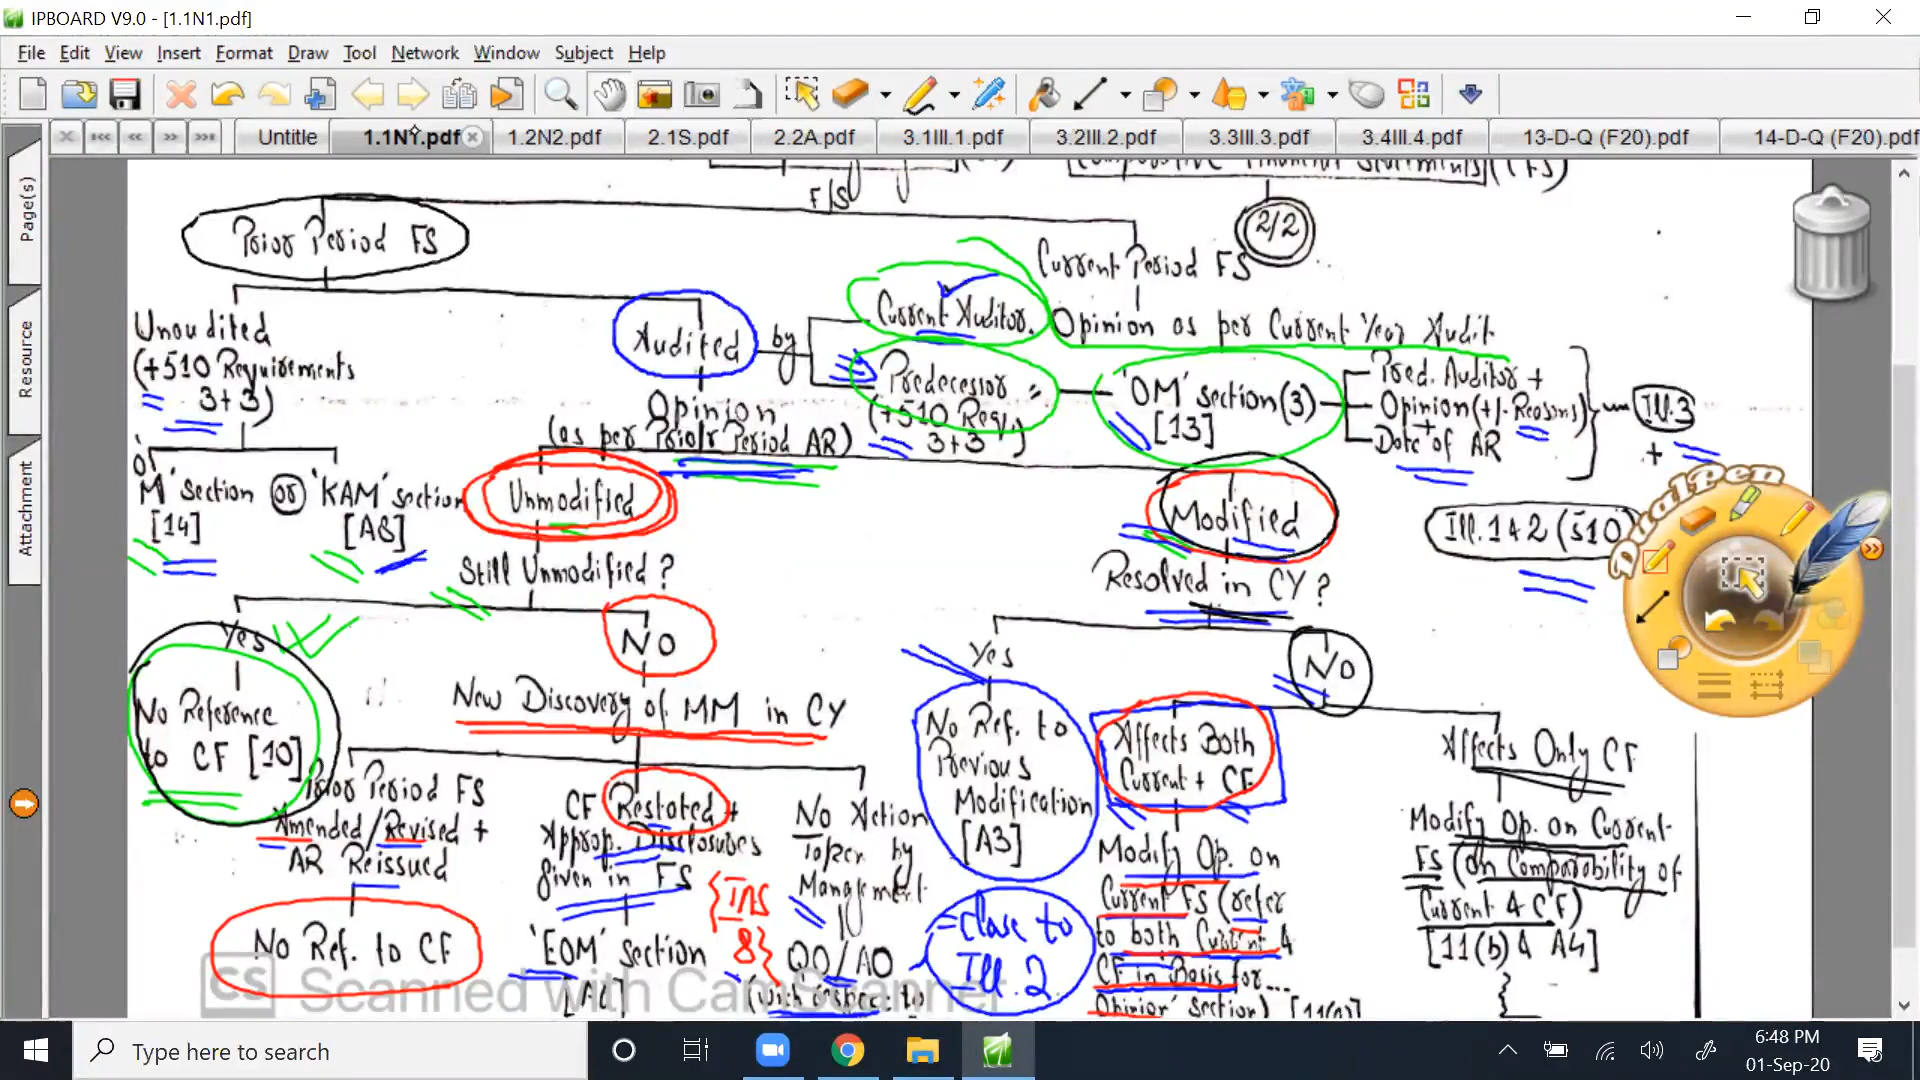 IPBOARD V9.0 - [1.1N1.pdf]
File Edit View Insert Format Draw Tool Network Window Subject Help
Untitle 1.1N1.pdf 1.2N2.pdf 2.1S.pdf 2.2A.pdf 3.1III.1.pdf 3.2III.2.pdf 3.3III.3.pdf 3.4III.4.pdf 13-D-Q (F20).pdf 14-D-Q (F20).pdf
Page(s)
Resource
Attachment
F/S
(FS)
2/2
Prior Period FS
Current Period FS
Unaudited
(+510 Requirements
3+3)
Audited by
Current Auditor
Opinion as per Current Year Audit
Predecessor "
(+510 Req.
3+3)
'OM' section (3)
[13]
Pred. Auditor +
Opinion (+/- Reasons)
+
Date of AR
Ill.3
+
Ill. 1&2 (510)
Opinion
(as per Prior Period AR)
'O
M' section or 'KAM' section
[14] [A8]
Unmodified
Modified
Still Unmodified?
Resolved in CY?
Yes
NO
Yes
NO
No Reference
to CF [10]
New Discovery of MM in CY
No Ref. to
Previous
Modification
[A3]
Affects Both
Current + CF
Affects Only CF
Prior Period FS
Amended/Revised +
AR Reissued
CF Restated +
Approp. Disclosures
given in FS
No Action
Taken by
Management
Modify Op. on
Current FS (refer
to both Current &
CF in Basis for...
Opinion' section) [11(a)]
Modify Op. on Current
FS (on Comparability of
Current & CF)
[11(b) & A4]
No Ref. to CF
'EOM' section
{IAS
8}
QO/AO
(with respect to
= close to
Ill. 2
CS Scanned with CamScanner
DualPen
Type here to search
6:48 PM
01-Sep-20